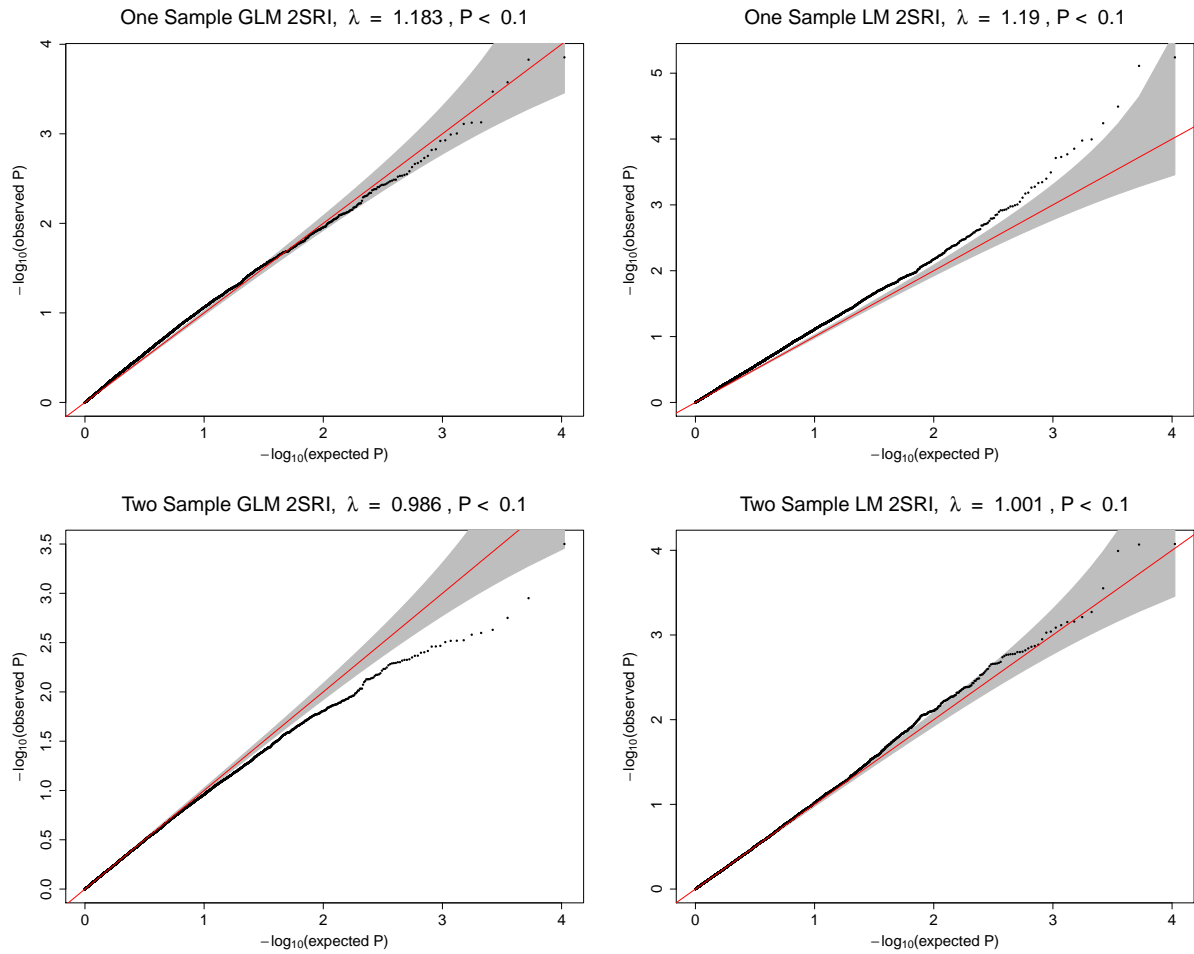 One Sample GLM 2SRI, λ = 1.183 , P < 0.1
4
3
2
1
0
−log₁₀(observed P)
0 1 2 3 4
−log₁₀(expected P)
One Sample LM 2SRI, λ = 1.19 , P < 0.1
5
4
3
2
1
0
−log₁₀(observed P)
0 1 2 3 4
−log₁₀(expected P)
Two Sample GLM 2SRI, λ = 0.986 , P < 0.1
3.5
3.0
2.5
2.0
1.5
1.0
0.5
0.0
−log₁₀(observed P)
0 1 2 3 4
−log₁₀(expected P)
Two Sample LM 2SRI, λ = 1.001 , P < 0.1
4
3
2
1
0
−log₁₀(observed P)
0 1 2 3 4
−log₁₀(expected P)